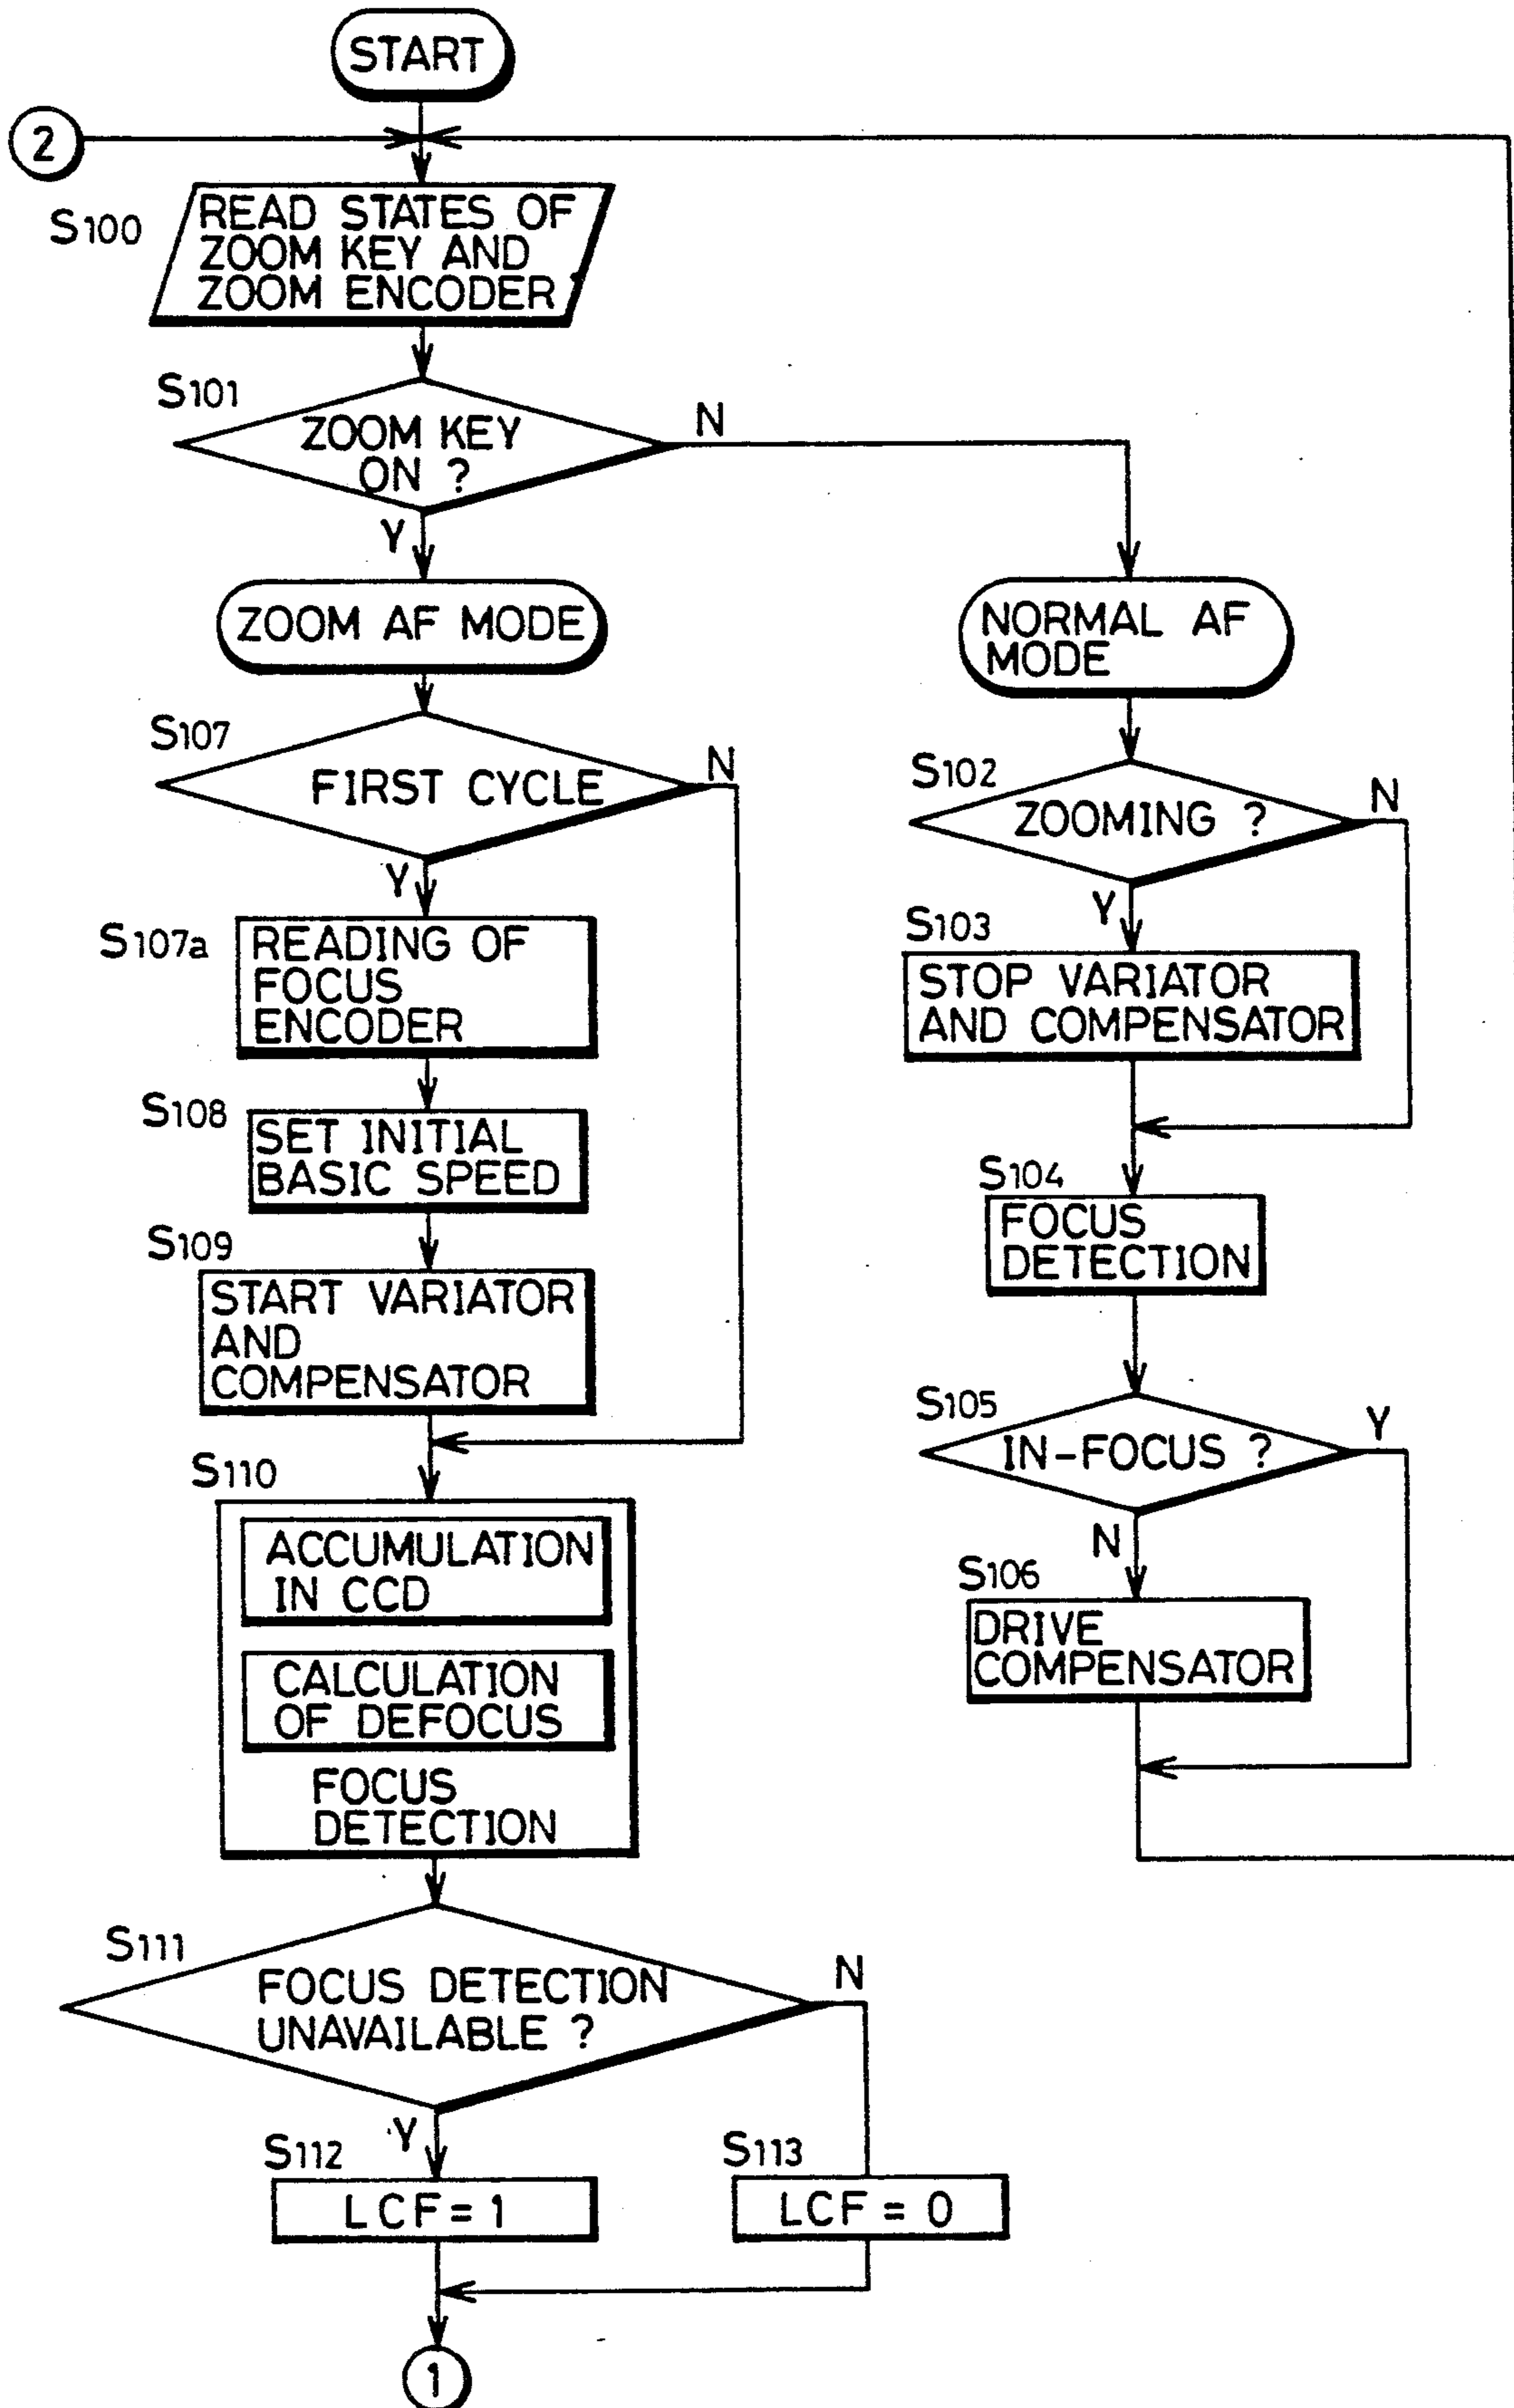 START
2
S100
READ STATES OF
ZOOM KEY AND
ZOOM ENCODER
S101
ZOOM KEY
ON ?
N
Y
ZOOM AF MODE
NORMAL AF
MODE
S107
FIRST CYCLE
N
Y
S107a
READING OF
FOCUS
ENCODER
S108
SET INITIAL
BASIC SPEED
S109
START VARIATOR
AND
COMPENSATOR
S110
ACCUMULATION
IN CCD
CALCULATION
OF DEFOCUS
FOCUS
DETECTION
S111
FOCUS DETECTION
UNAVAILABLE ?
N
Y
S112
LCF = 1
S113
LCF = 0
1
S102
ZOOMING ?
N
Y
S103
STOP VARIATOR
AND COMPENSATOR
S104
FOCUS
DETECTION
S105
IN-FOCUS ?
Y
N
S106
DRIVE
COMPENSATOR